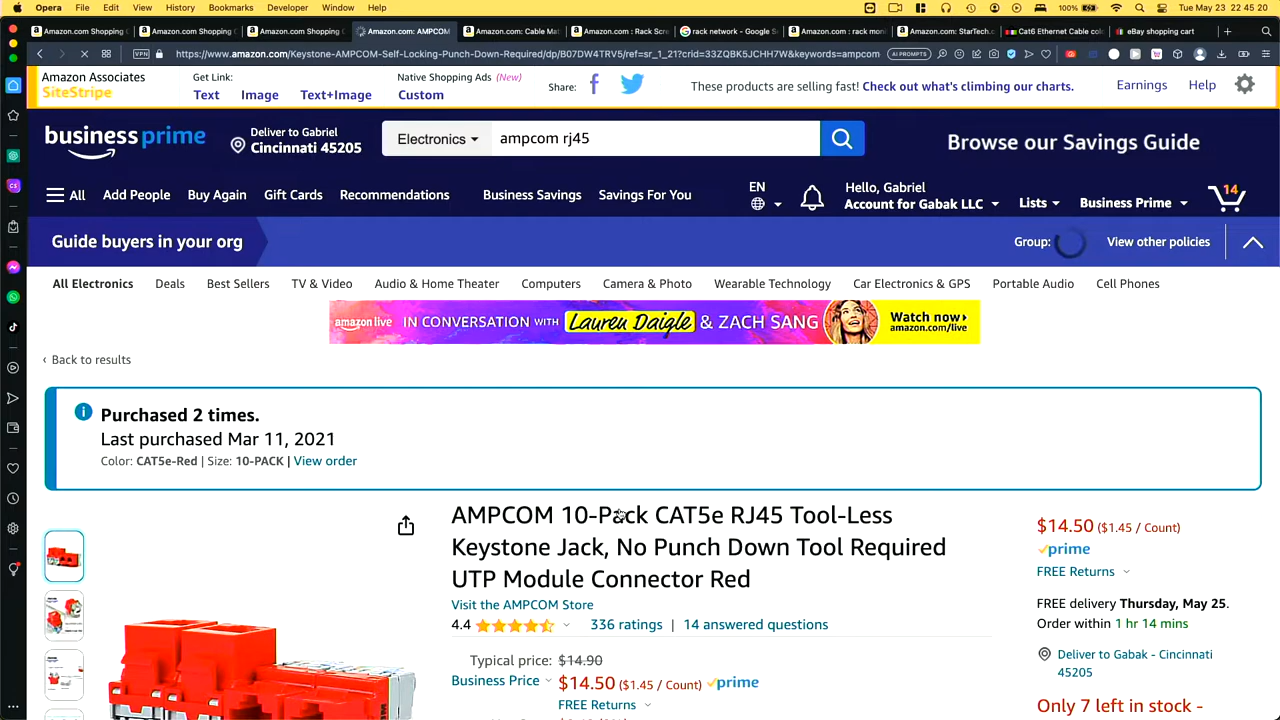 Opera File Edit View History Bookmarks Developer Window Help 100% Tue May 23 22 45 20
Amazon.com Shopping C Amazon.com Shopping C Amazon.com Shopping C Amazon.com: AMPCOM Amazon.com: Cable Mat Amazon.com : Rack Scre rack network - Google S Amazon.com : rack mon Amazon.com: StarTech.c Cat6 Ethernet Cable colo eBay shopping cart
VPN https://www.amazon.com/Keystone-AMPCOM-Self-Locking-Punch-Down-Required/dp/B07DW4TRV5/ref=sr_1_21?crid=33ZQBK5JCHH7W&keywords=ampcom AI PROMPTS
Amazon Associates
SiteStripe
Get Link:
Text Image Text+Image
Native Shopping Ads (New)
Custom
Share:
These products are selling fast! Check out what's climbing our charts.
Earnings Help
business prime
Deliver to Gabriel
Cincinnati 45205
Electronics ampcom rj45
Browse our Savings Guide
All Add People Buy Again Gift Cards Recommendations Business Savings Savings For You
EN
Hello, Gabriel
Account for Gabak LLC
Lists Business Prime
14
Guide buyers in your org
Group: View other policies
All Electronics Deals Best Sellers TV & Video Audio & Home Theater Computers Camera & Photo Wearable Technology Car Electronics & GPS Portable Audio Cell Phones
amazon live IN CONVERSATION WITH Lauren Daigle & ZACH SANG Watch now
amazon.com/live
‹ Back to results
Purchased 2 times.
Last purchased Mar 11, 2021
Color: CAT5e-Red | Size: 10-PACK | View order
AMPCOM 10-Pack CAT5e RJ45 Tool-Less
Keystone Jack, No Punch Down Tool Required
UTP Module Connector Red
Visit the AMPCOM Store
4.4 336 ratings | 14 answered questions
Typical price: $14.90
Business Price $14.50 ($1.45 / Count) prime
FREE Returns
$14.50 ($1.45 / Count)
prime
FREE Returns
FREE delivery Thursday, May 25.
Order within 1 hr 14 mins
Deliver to Gabak - Cincinnati
45205
Only 7 left in stock -